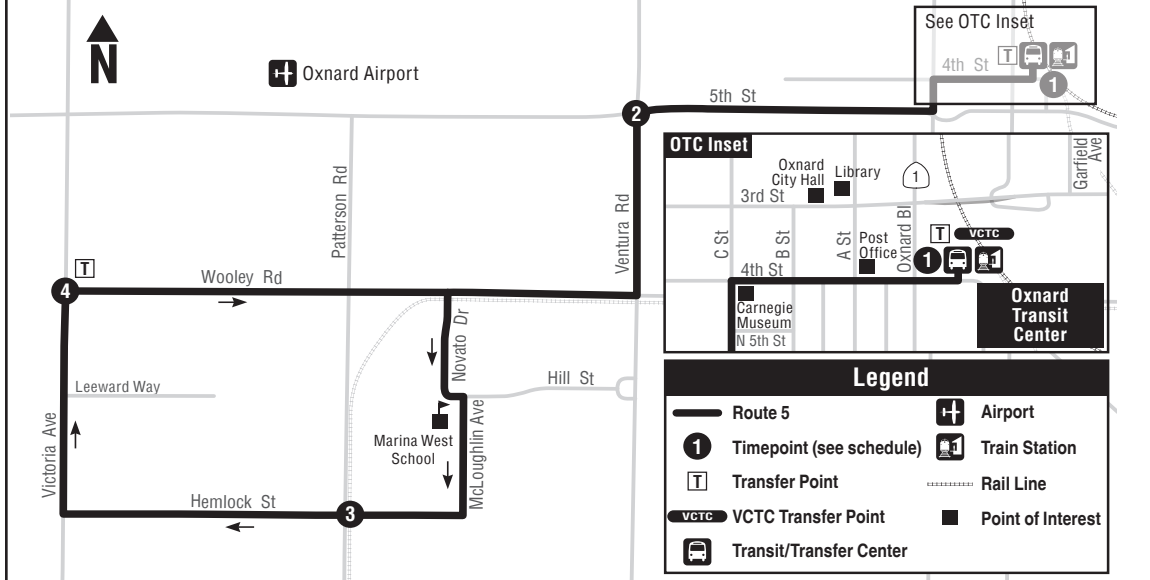 N
Oxnard Airport
See OTC Inset
T
4th St
1
5th St
2
Patterson Rd
Ventura Rd
Garfield
Ave
T
4
Wooley Rd
Novato Dr
Leeward Way
Hill St
Marina West
School
McLoughlin Ave
Victoria Ave
Hemlock St
3
OTC Inset
Oxnard
City Hall
Library
1
3rd St
C St
B St
A St
Oxnard Bl
Post
Office
T
VCTC
1
4th St
Carnegie
Museum
N 5th St
Oxnard
Transit
Center
Legend
Route 5
1 Timepoint (see schedule)
T Transfer Point
VCTC VCTC Transfer Point
Transit/Transfer Center
Airport
Train Station
Rail Line
Point of Interest